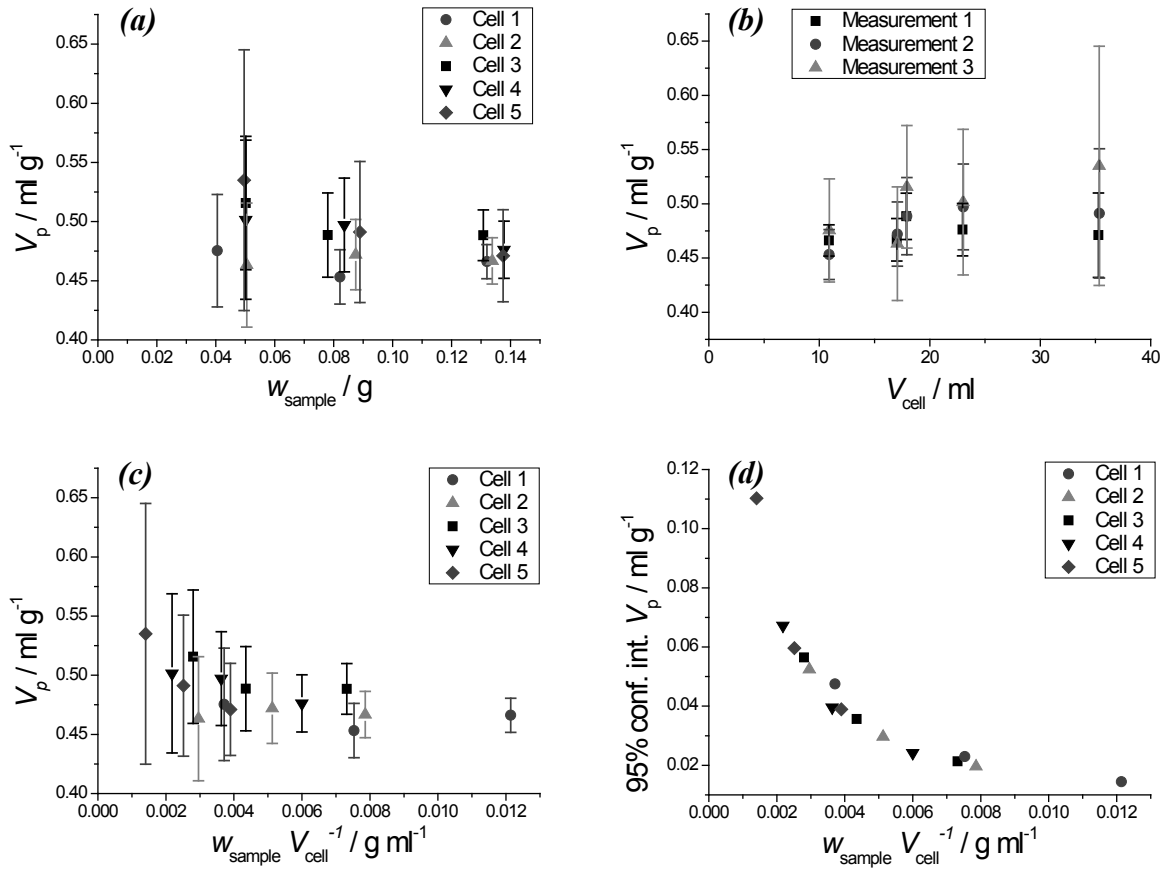 (a)
Cell 1
Cell 2
Cell 3
Cell 4
Cell 5
0.65
0.60
0.55
0.50
0.45
0.40
V_p / ml g^-1
0.00 0.02 0.04 0.06 0.08 0.10 0.12 0.14
w_sample / g
(b)
Measurement 1
Measurement 2
Measurement 3
0.65
0.60
0.55
0.50
0.45
0.40
V_p / ml g^-1
0 10 20 30 40
V_cell / ml
(c)
Cell 1
Cell 2
Cell 3
Cell 4
Cell 5
0.65
0.60
0.55
0.50
0.45
0.40
V_p / ml g^-1
0.000 0.002 0.004 0.006 0.008 0.010 0.012
w_sample V_cell^-1 / g ml^-1
(d)
Cell 1
Cell 2
Cell 3
Cell 4
Cell 5
0.12
0.10
0.08
0.06
0.04
0.02
95% conf. int. V_p / ml g^-1
0.000 0.002 0.004 0.006 0.008 0.010 0.012
w_sample V_cell^-1 / g ml^-1